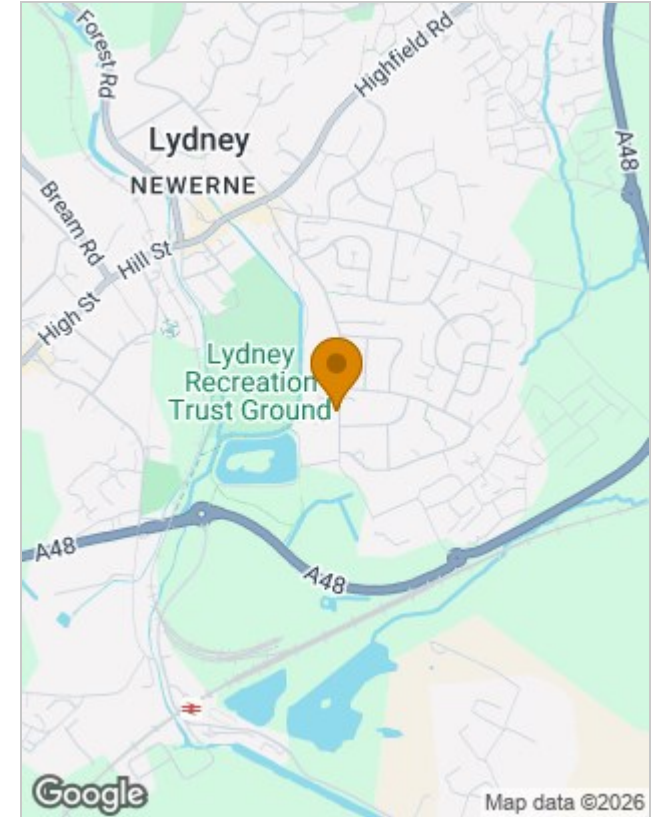 Forest Rd
Highfield Rd
Lydney
NEWERNE
A48
Bream Rd
Hill St
High St
Lydney
Recreation
Trust Ground
A48
A48
Google
Map data ©2026